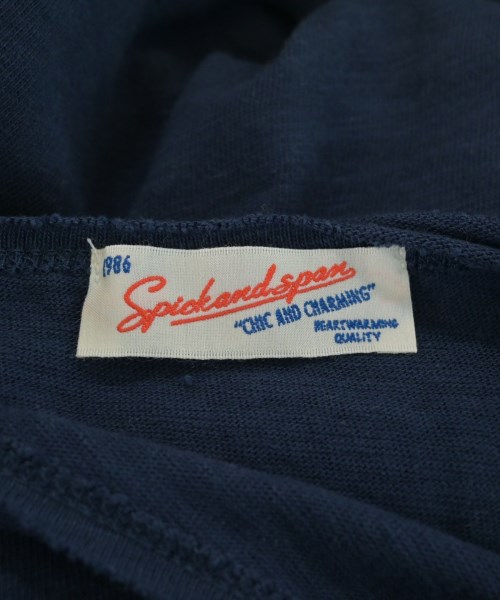 1986
Spickandspan
"CHIC AND CHARMING"
HEARTWARMING
QUALITY